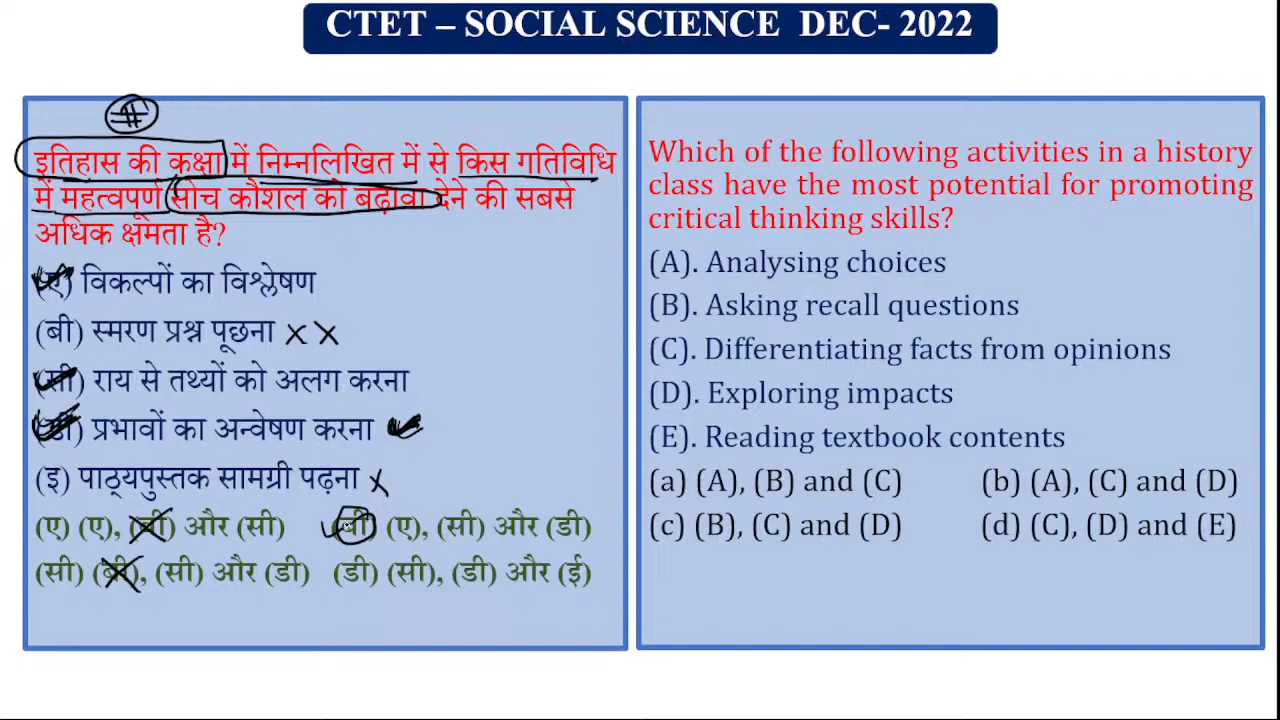 CTET – SOCIAL SCIENCE DEC- 2022
#
इतिहास की कक्षा में निम्नलिखित में से किस गतिविधि
में महत्वपूर्ण सोच कौशल को बढ़ावा देने की सबसे
अधिक क्षमता है?
(ए) विकल्पों का विश्लेषण
(बी) स्मरण प्रश्न पूछना x x
(सी) राय से तथ्यों को अलग करना
(डी) प्रभावों का अन्वेषण करना
(इ) पाठ्यपुस्तक सामग्री पढ़ना x
(ए) (ए), (बी) और (सी) (बी) (ए), (सी) और (डी)
(सी) (बी), (सी) और (डी) (डी) (सी), (डी) और (ई)
Which of the following activities in a history
class have the most potential for promoting
critical thinking skills?
(A). Analysing choices
(B). Asking recall questions
(C). Differentiating facts from opinions
(D). Exploring impacts
(E). Reading textbook contents
(a) (A), (B) and (C) (b) (A), (C) and (D)
(c) (B), (C) and (D) (d) (C), (D) and (E)